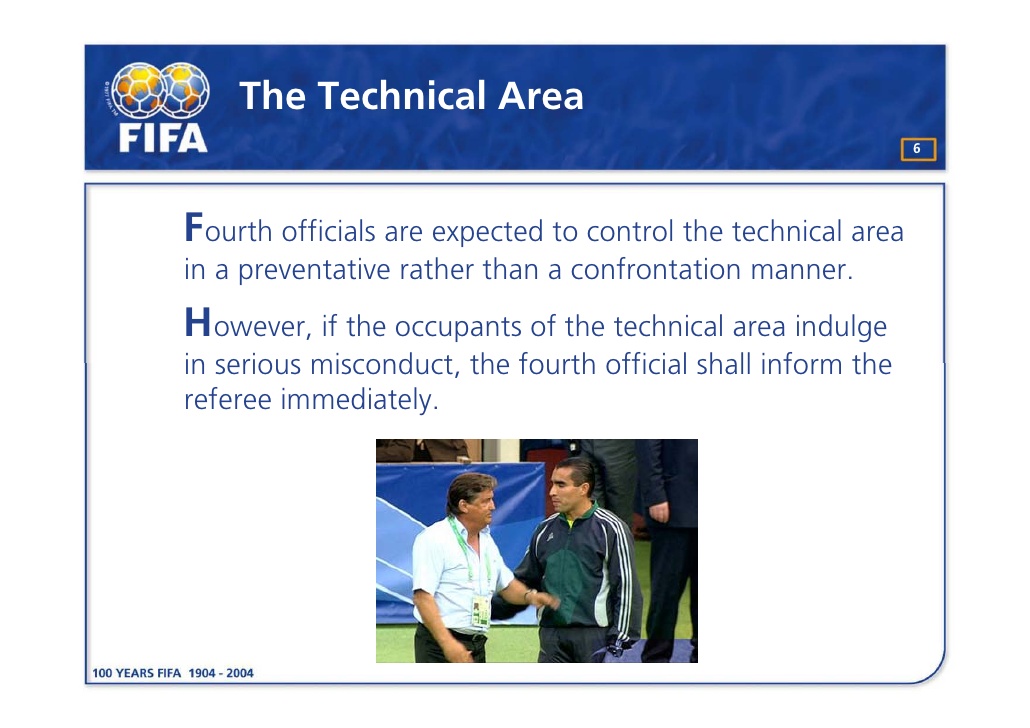 The Technical Area
FIFA
6
Fourth officials are expected to control the technical area
in a preventative rather than a confrontation manner.
However, if the occupants of the technical area indulge
in serious misconduct, the fourth official shall inform the
referee immediately.
100 YEARS FIFA 1904 - 2004